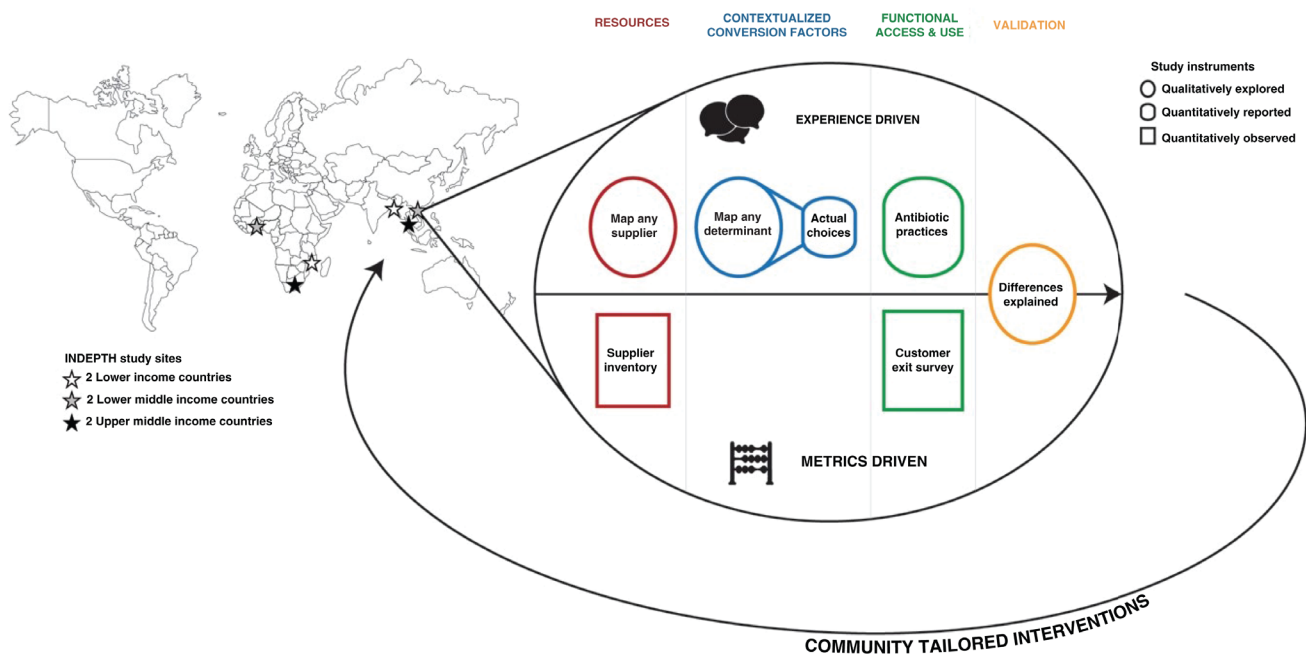 RESOURCES
CONTEXTUALIZED
CONVERSION FACTORS
FUNCTIONAL
ACCESS & USE
VALIDATION
Study instruments
Qualitatively explored
Quantitatively reported
Quantitatively observed
EXPERIENCE DRIVEN
Map any
supplier
Map any
determinant
Actual
choices
Antibiotic
practices
Differences
explained
Supplier
inventory
Customer
exit survey
METRICS DRIVEN
INDEPTH study sites
2 Lower income countries
2 Lower middle income countries
2 Upper middle income countries
COMMUNITY TAILORED INTERVENTIONS